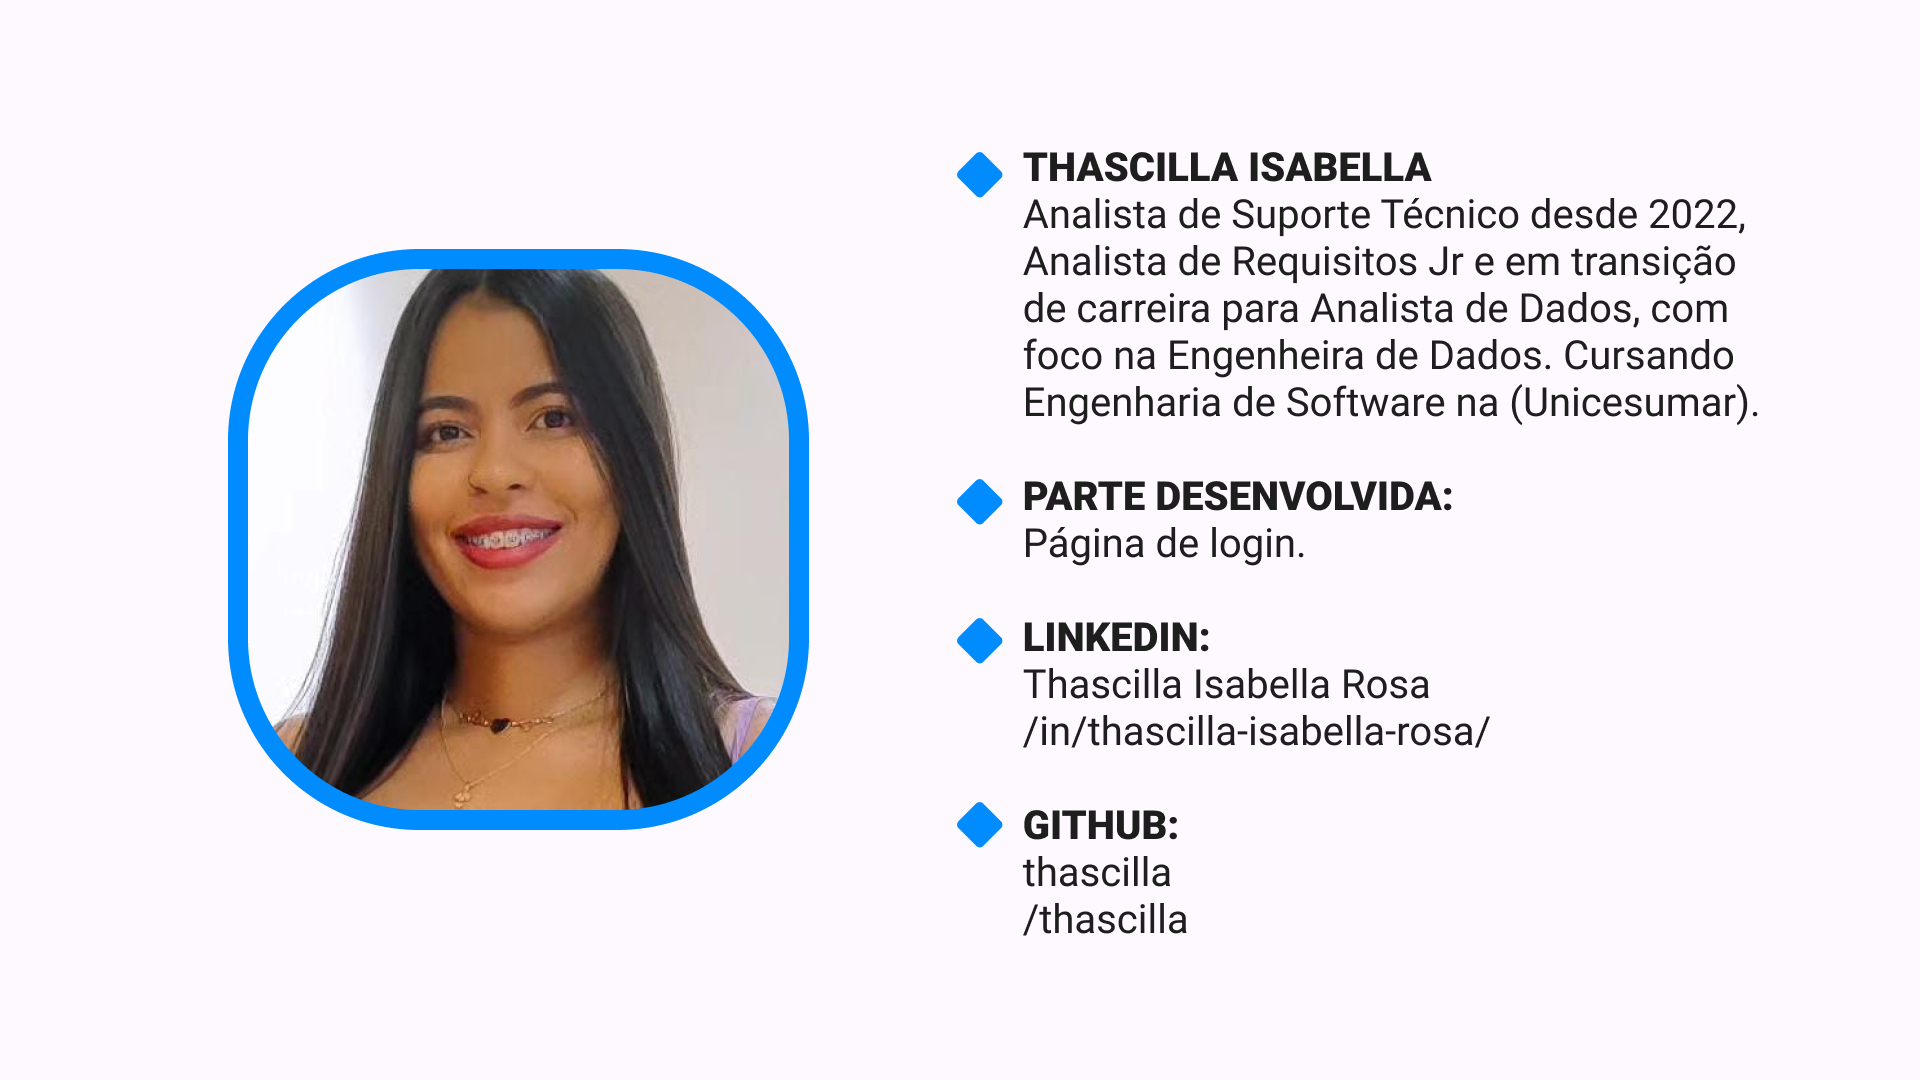 THASCILLA ISABELLA
Analista de Suporte Técnico desde 2022,
Analista de Requisitos Jr e em transição
de carreira para Analista de Dados, com
foco na Engenheira de Dados. Cursando
Engenharia de Software na (Unicesumar).
PARTE DESENVOLVIDA:
Página de login.
LINKEDIN:
Thascilla Isabella Rosa
/in/thascilla-isabella-rosa/
GITHUB:
thascilla
/thascilla